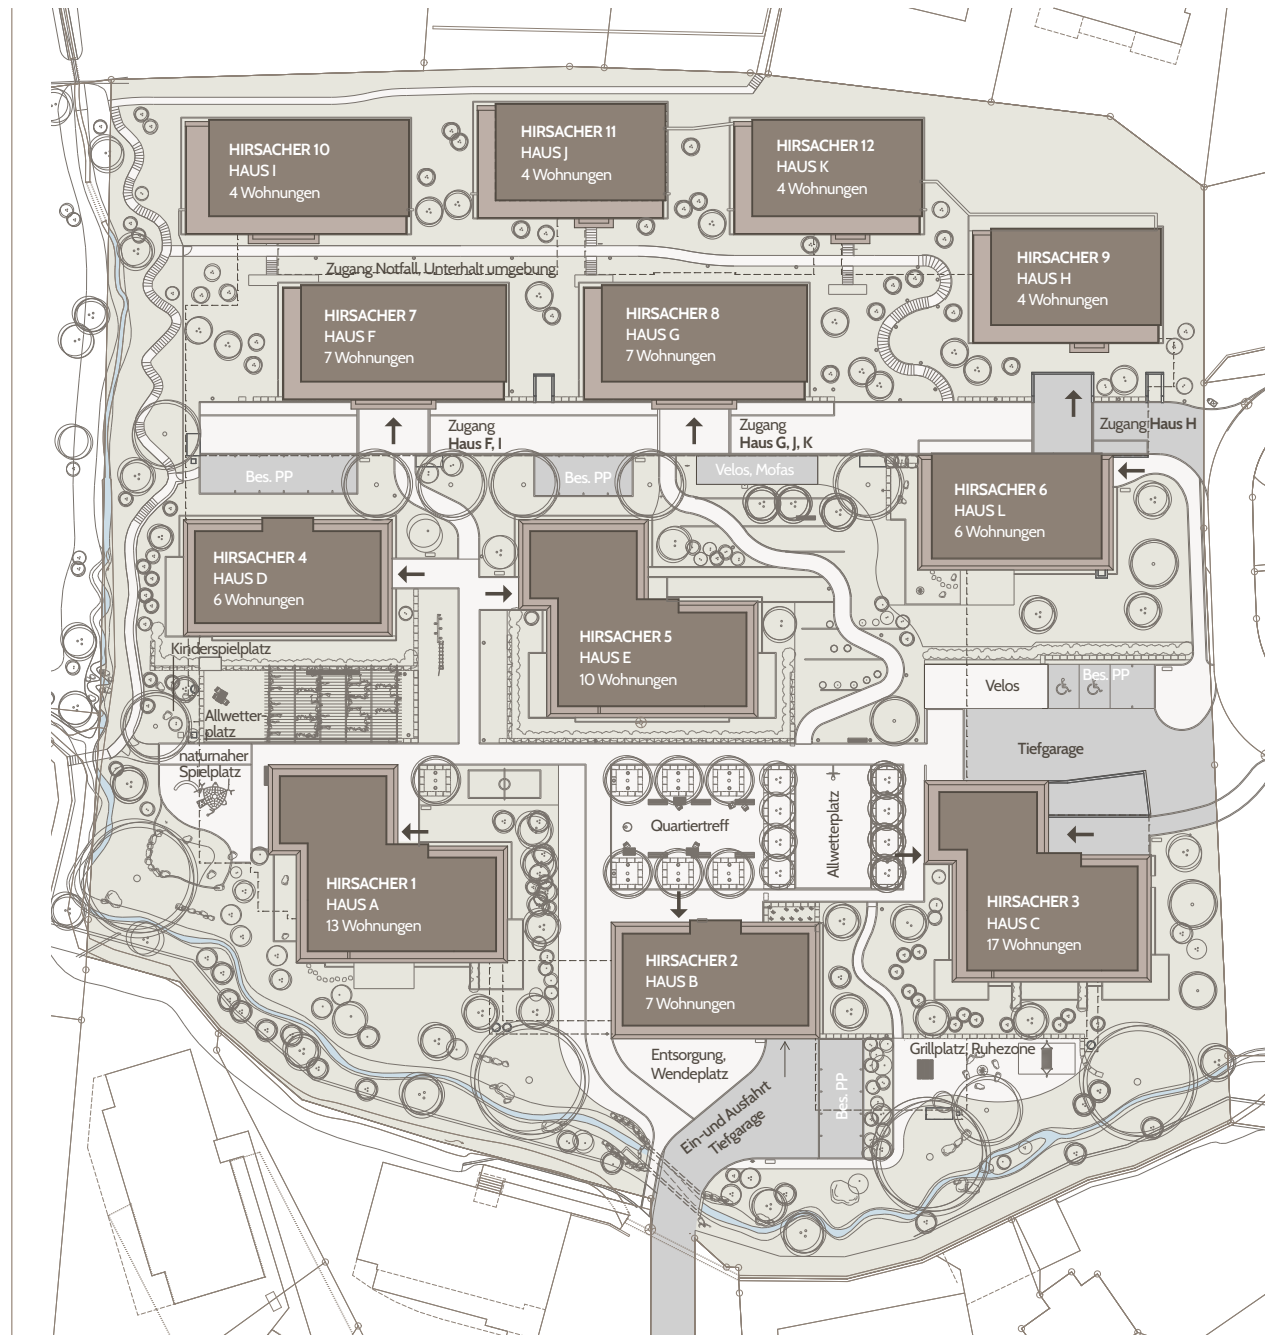 HIRSACHER 10
HAUS I
4 Wohnungen
HIRSACHER 11
HAUS J
4 Wohnungen
HIRSACHER 12
HAUS K
4 Wohnungen
HIRSACHER 9
HAUS H
4 Wohnungen
Zugang Notfall, Unterhalt umgebung
HIRSACHER 7
HAUS F
7 Wohnungen
HIRSACHER 8
HAUS G
7 Wohnungen
Zugang
Haus F, I
Zugang
Haus G, J, K
Zugang Haus H
Bes. PP
Bes. PP
Velos, Mofas
HIRSACHER 6
HAUS L
6 Wohnungen
HIRSACHER 4
HAUS D
6 Wohnungen
HIRSACHER 5
HAUS E
10 Wohnungen
Kinderspielplatz
Allwetter-
platz
naturnaher
Spielplatz
Velos
Bes. PP
Tiefgarage
Quartiertreff
Allwetterplatz
HIRSACHER 1
HAUS A
13 Wohnungen
HIRSACHER 3
HAUS C
17 Wohnungen
HIRSACHER 2
HAUS B
7 Wohnungen
Entsorgung,
Wendeplatz
Grillplatz, Ruhezone
Ein- und Ausfahrt
Tiefgarage
Bes. PP